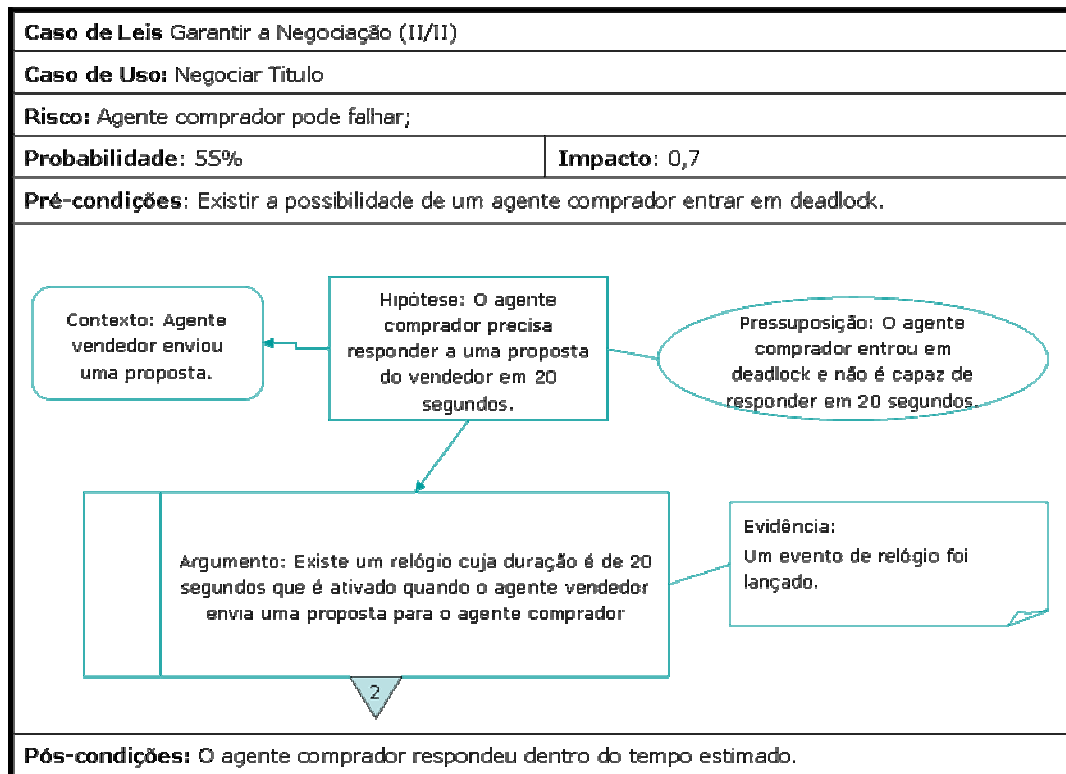 Caso de Leis Garantir a Negociação (II/II)
Caso de Uso: Negociar Titulo
Risco: Agente comprador pode falhar;
Probabilidade: 55%
Impacto: 0,7
Pré-condições: Existir a possibilidade de um agente comprador entrar em deadlock.
Contexto: Agente
vendedor enviou
uma proposta.
Hipótese: O agente
comprador precisa
responder a uma proposta
do vendedor em 20
segundos.
Pressuposição: O agente
comprador entrou em
deadlock e não é capaz de
responder em 20 segundos.
Argumento: Existe um relógio cuja duração é de 20
segundos que é ativado quando o agente vendedor
envia uma proposta para o agente comprador
Evidência:
Um evento de relógio foi
lançado.
2
Pós-condições: O agente comprador respondeu dentro do tempo estimado.